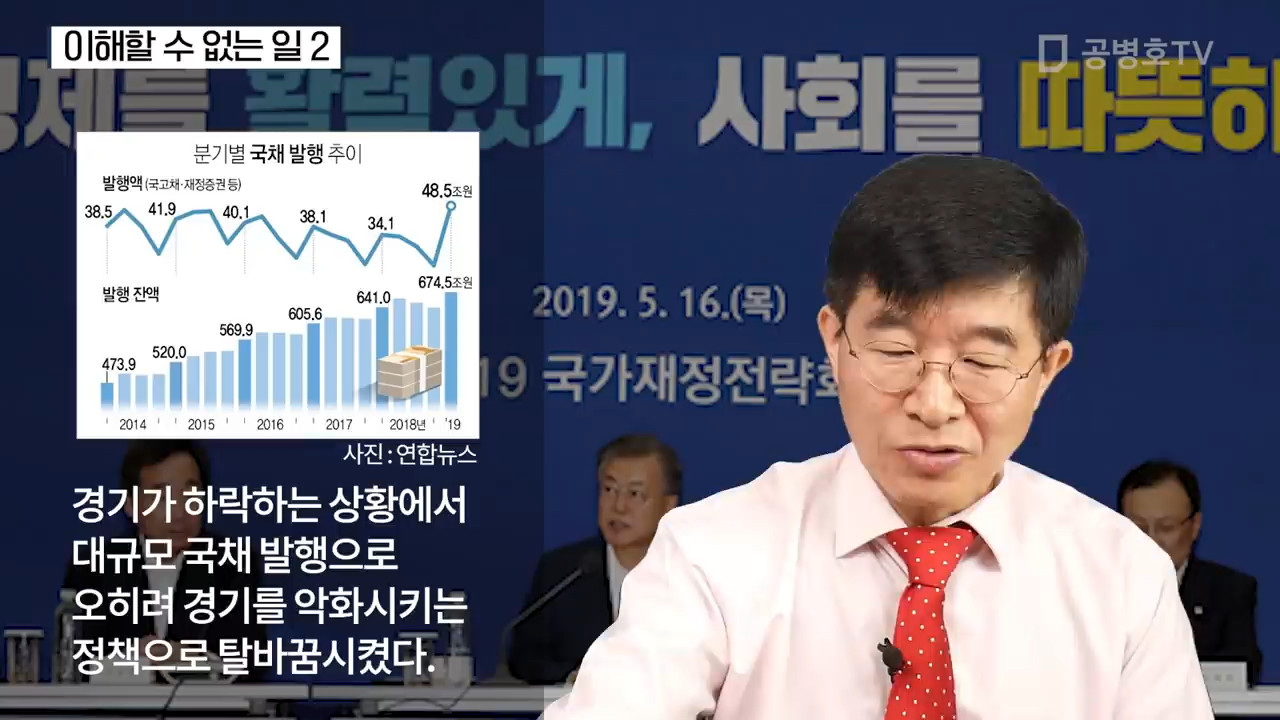 이해할 수 없는 일 2
공병호TV
활력있게, 사회를
2019. 5. 16.(목)
19 국가재정전략회
분기별 국채 발행 추이
발행액 (국고채·재정증권 등)
38.5 41.9 40.1 38.1 34.1 48.5조원
발행 잔액
473.9 520.0 569.9 605.6 641.0 674.5조원
2014 2015 2016 2017 2018년 '19
사진 : 연합뉴스
경기가 하락하는 상황에서
대규모 국채 발행으로
오히려 경기를 악화시키는
정책으로 탈바꿈시켰다.